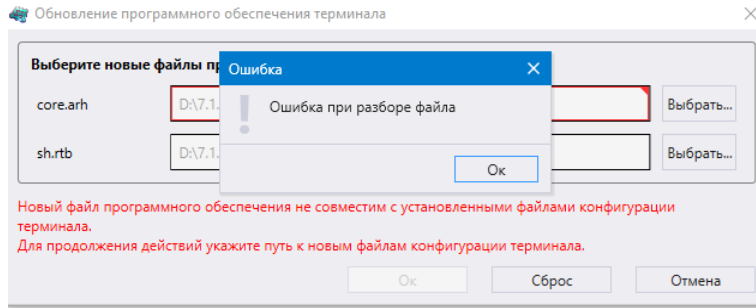 Обновление программного обеспечения терминала
Выберите новые файлы
Ошибка
core.arh
D:\7.1.
Ошибка при разборе файла
Выбрать...
sh.rtb
D:\7.1.
Выбрать...
Ок
Новый файл программного обеспечения не совместим с установленными файлами конфигурации
терминала.
Для продолжения действий укажите путь к новым файлам конфигурации терминала.
Ок
Сброс
Отмена